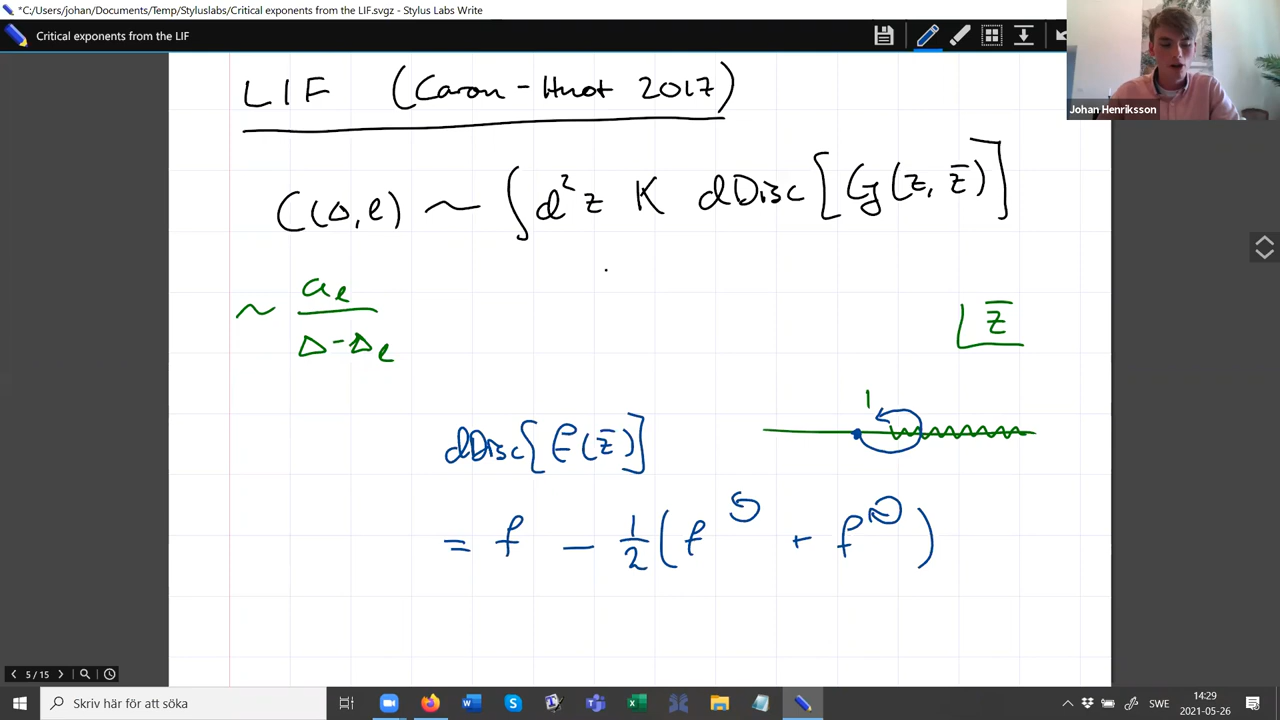 *C:/Users/johan/Documents/Temp/Styluslabs/Critical exponents from the LIF.svgz - Stylus Labs Write
Critical exponents from the LIF
Johan Henriksson
LIF (Caron-Huot 2017)
C(Δ,ℓ) ~ ∫d²z K dDisc[G(z, z̄)]
~ a_ℓ / Δ-Δ_ℓ
z̄
1
dDisc[f(z̄)]
= f - 1/2 (f↺ + f↻)
5 / 15
Skriv här för att söka
SWE
14:29
2021-05-26